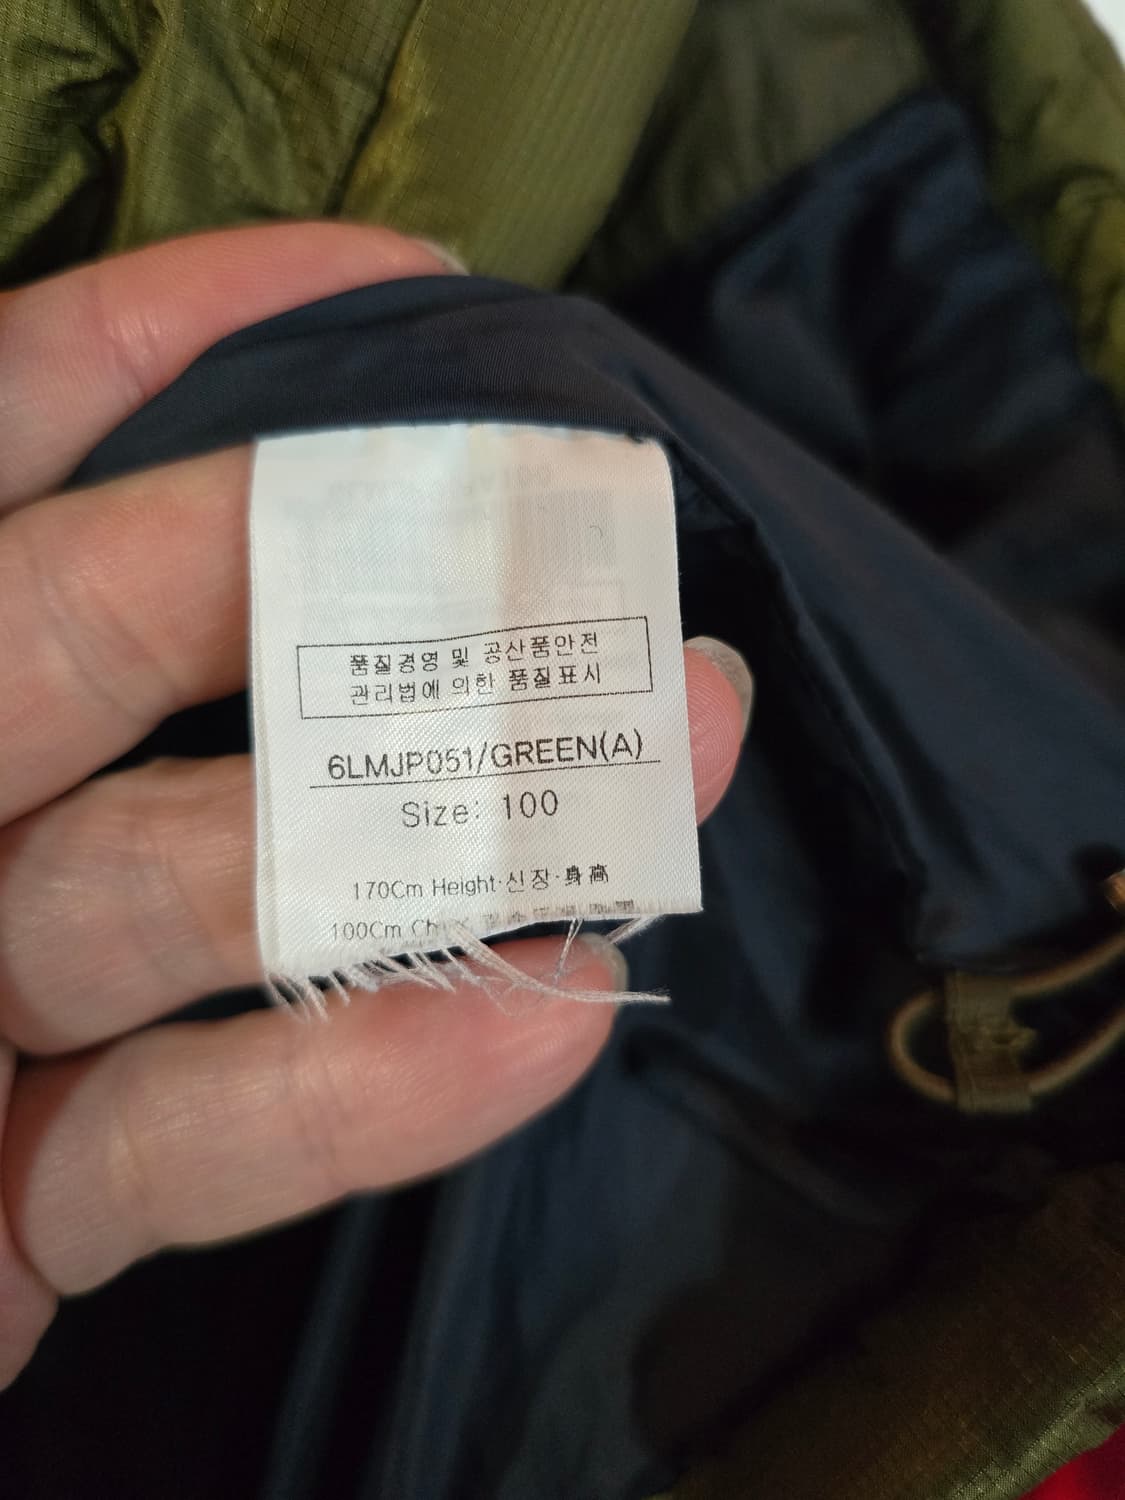 품질경영 및 공산품안전
관리법에 의한 품질표시
6LMJP051/GREEN(A)
Size: 100
170Cm Height·신장·身高
100Cm